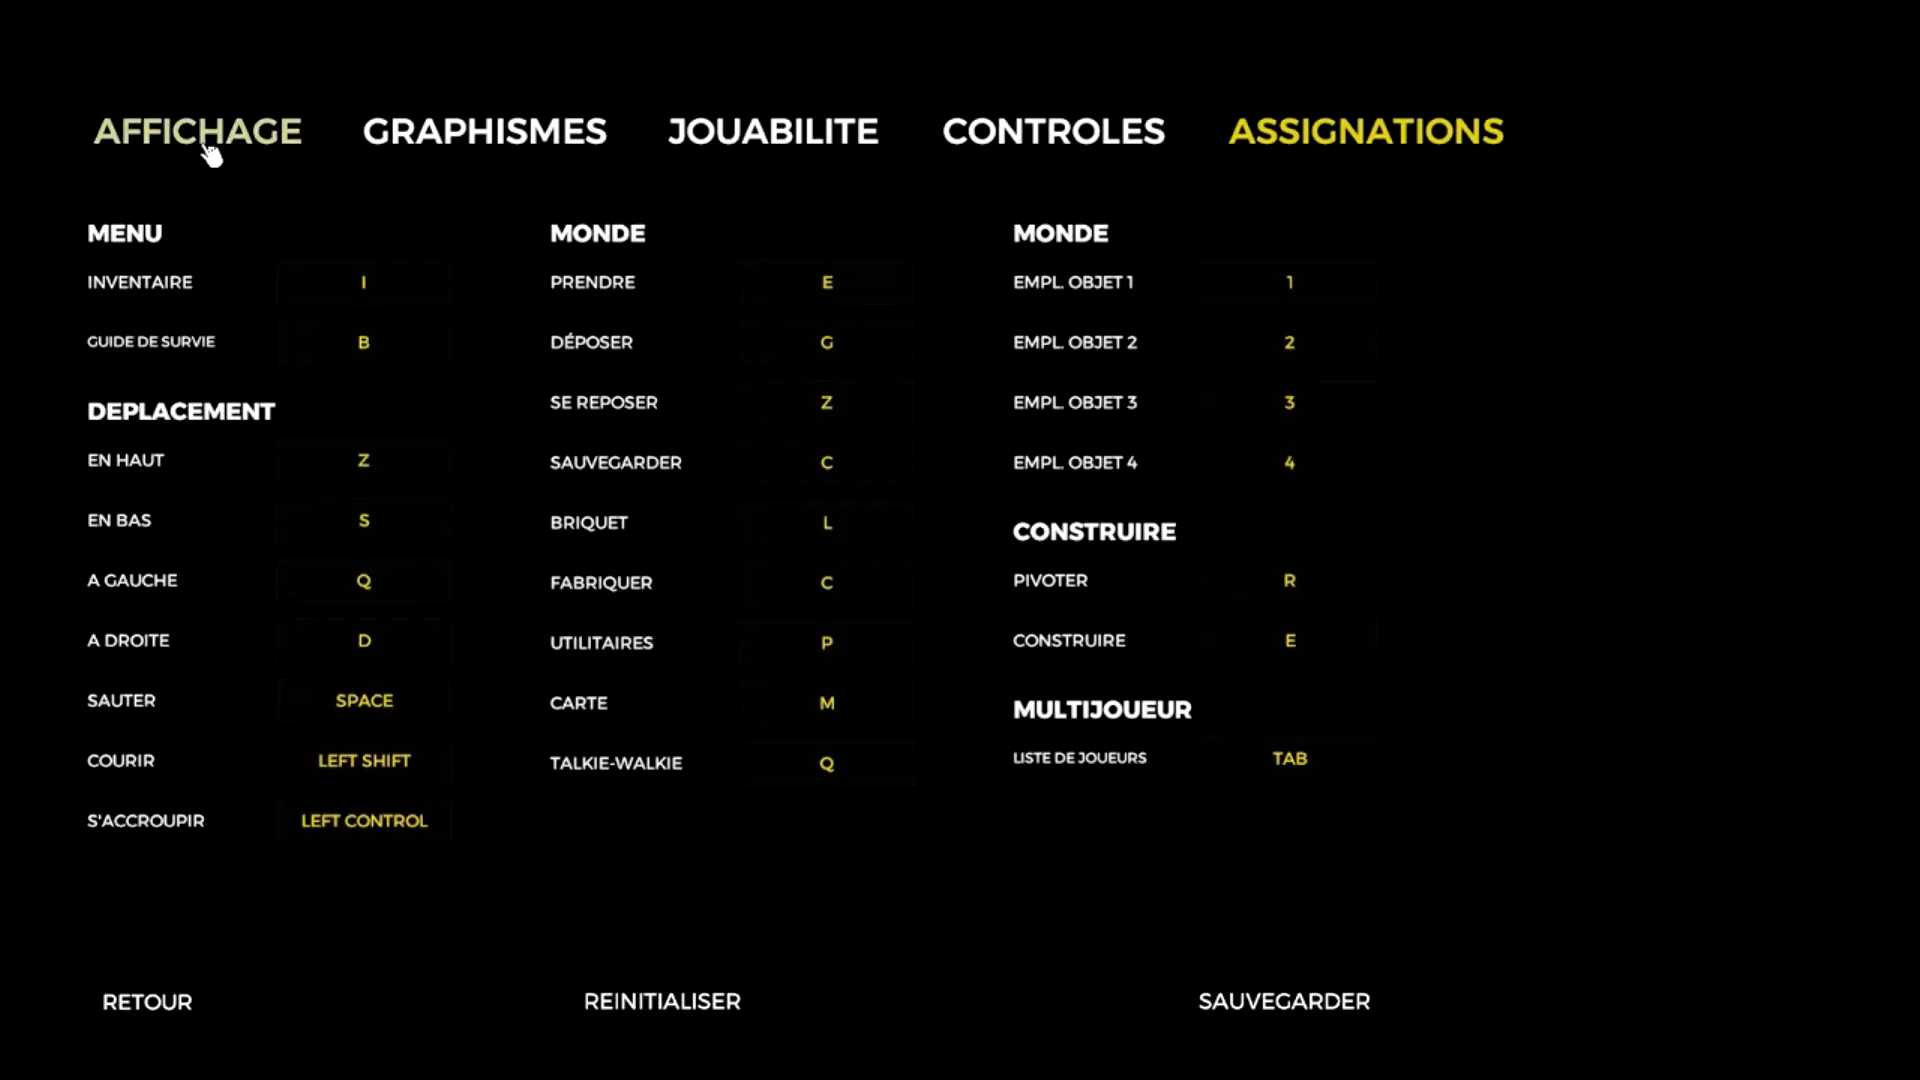 AFFICHAGE GRAPHISMES JOUABILITE CONTROLES ASSIGNATIONS
MENU
INVENTAIRE I
GUIDE DE SURVIE B
DEPLACEMENT
EN HAUT Z
EN BAS S
A GAUCHE Q
A DROITE D
SAUTER SPACE
COURIR LEFT SHIFT
S'ACCROUPIR LEFT CONTROL
MONDE
PRENDRE E
DÉPOSER G
SE REPOSER Z
SAUVEGARDER C
BRIQUET L
FABRIQUER C
UTILITAIRES P
CARTE M
TALKIE-WALKIE Q
MONDE
EMPL. OBJET 1 1
EMPL. OBJET 2 2
EMPL. OBJET 3 3
EMPL. OBJET 4 4
CONSTRUIRE
PIVOTER R
CONSTRUIRE E
MULTIJOUEUR
LISTE DE JOUEURS TAB
RETOUR REINITIALISER SAUVEGARDER